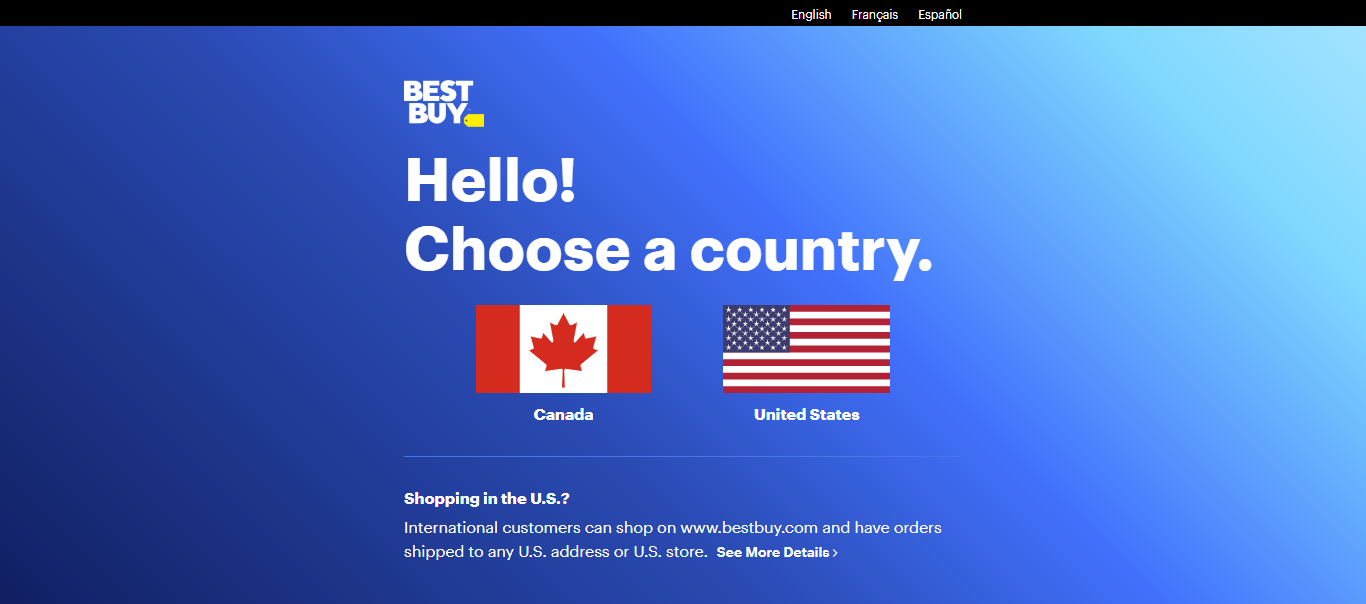 English Français Español
BEST
BUY
Hello!
Choose a country.
Canada United States
Shopping in the U.S.?
International customers can shop on www.bestbuy.com and have orders
shipped to any U.S. address or U.S. store. See More Details >